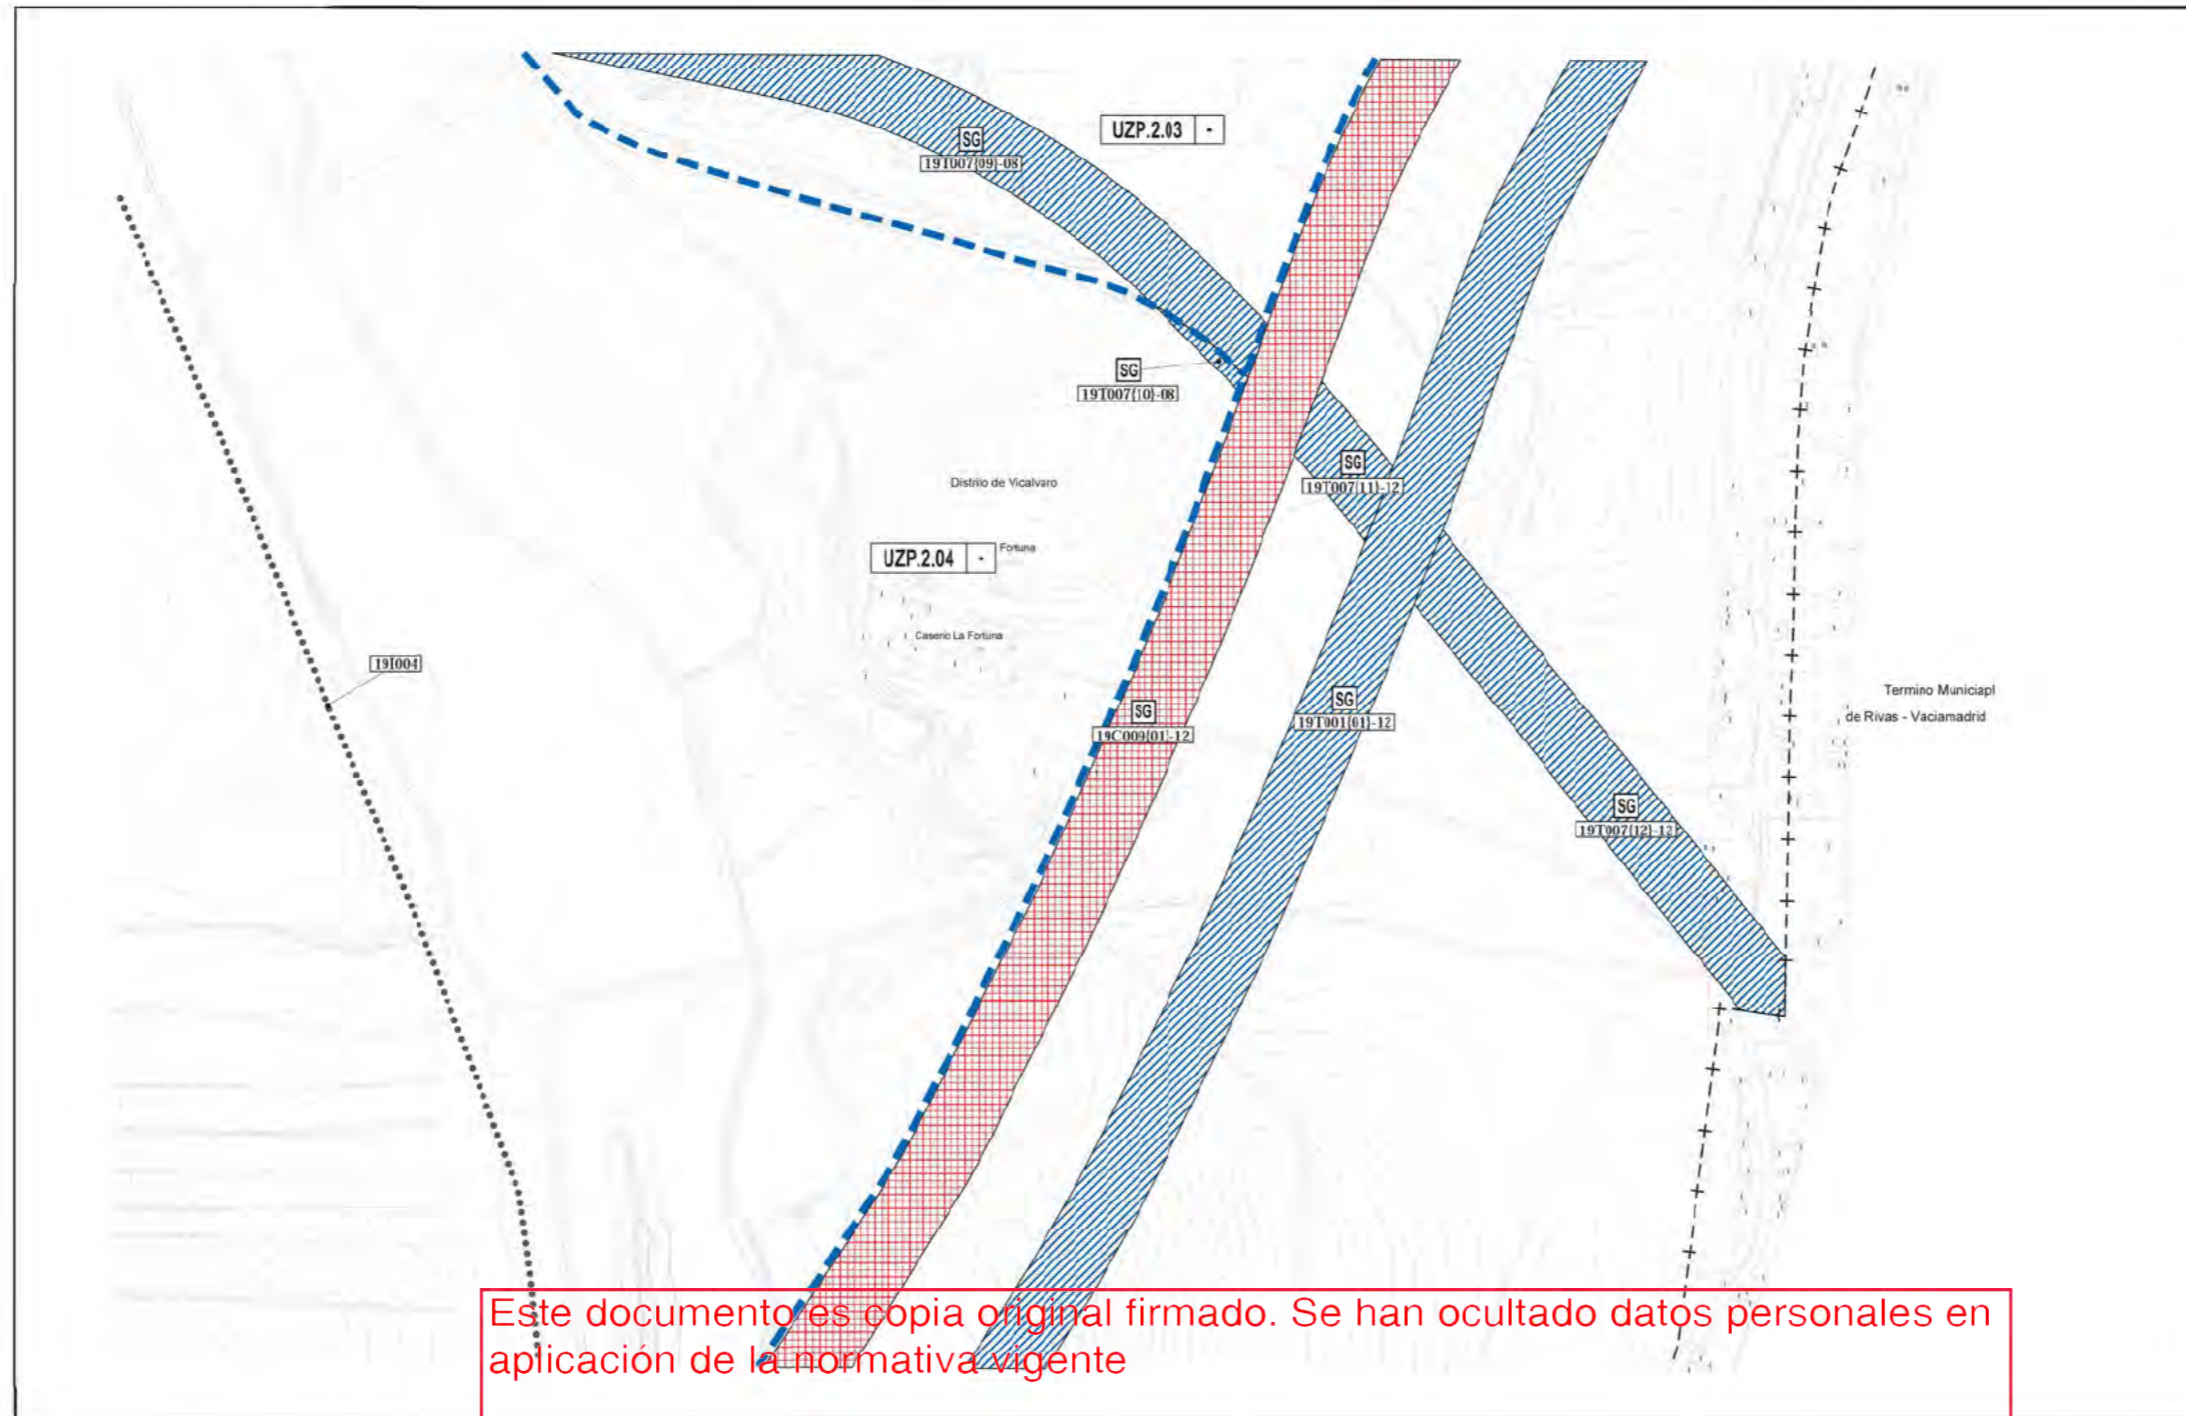 UZP.2.03 -
SG
19T007{09}-08
SG
19T007{10}-08
SG
19T007{11}-12
Distrito de Vicalvaro
UZP.2.04 -
Fortuna
Caserio La Fortuna
19I004
SG
19C009{01}-12
SG
19T001{01}-12
Termino Municiapl
de Rivas - Vaciamadrid
SG
19T007{12}-12
Este documento es copia original firmado. Se han ocultado datos personales en
aplicación de la normativa vigente